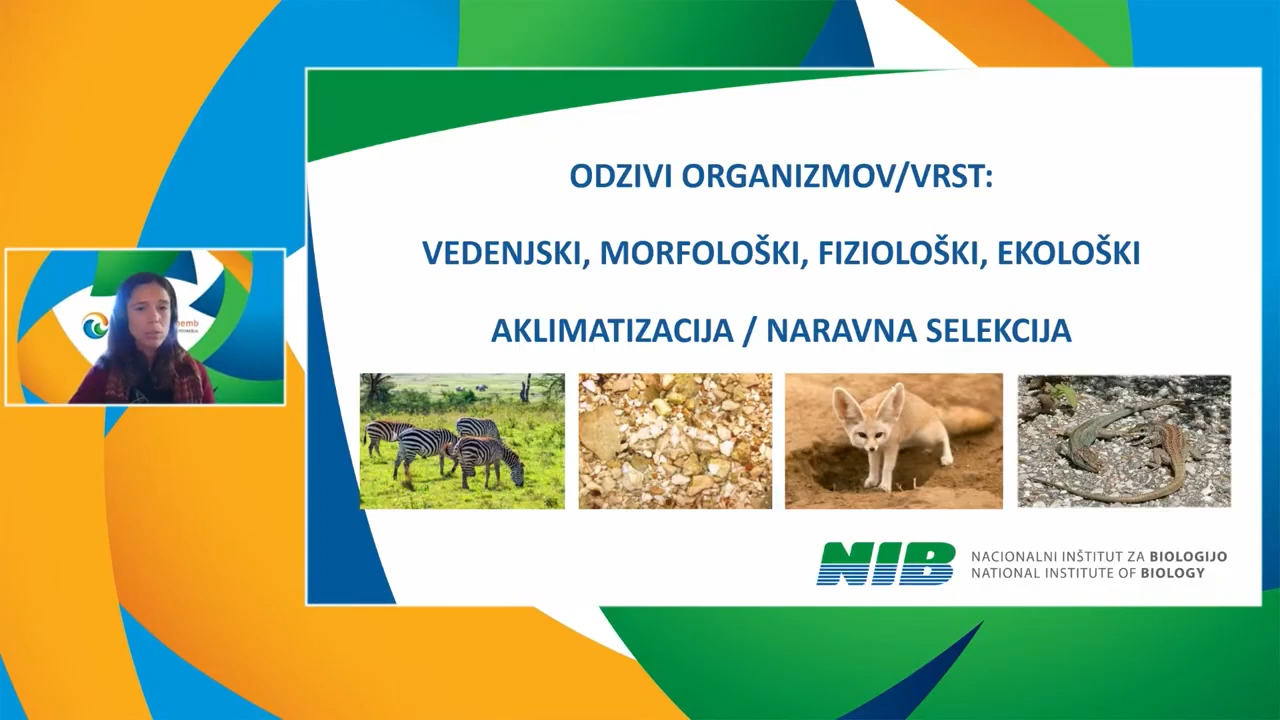 ODZIVI ORGANIZMOV/VRST:
VEDENJSKI, MORFOLOŠKI, FIZIOLOŠKI, EKOLOŠKI
AKLIMATIZACIJA / NARAVNA SELEKCIJA
NIB
NACIONALNI INŠTITUT ZA BIOLOGIJO
NATIONAL INSTITUTE OF BIOLOGY